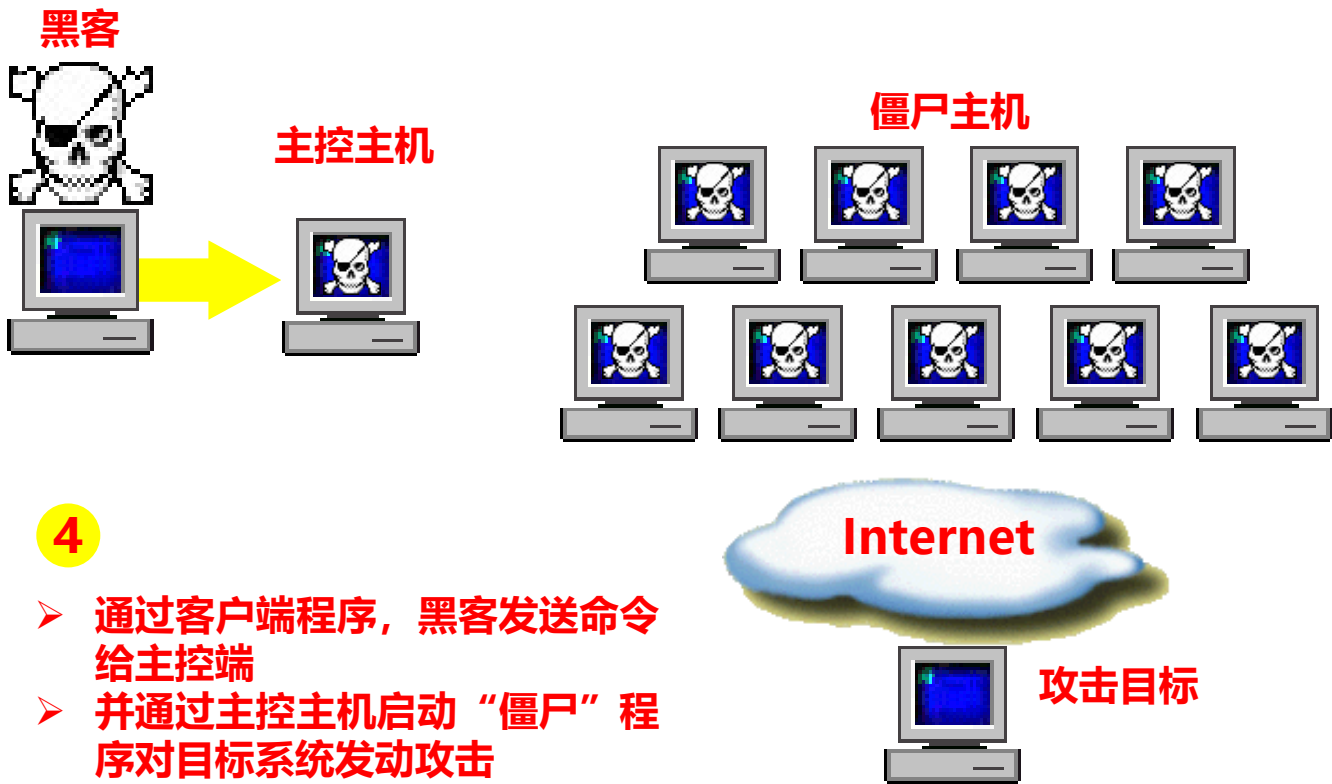 黑客
主控主机
僵尸主机
Internet
攻击目标
4
➢ 通过客户端程序，黑客发送命令
给主控端
➢ 并通过主控主机启动“僵尸”程
序对目标系统发动攻击